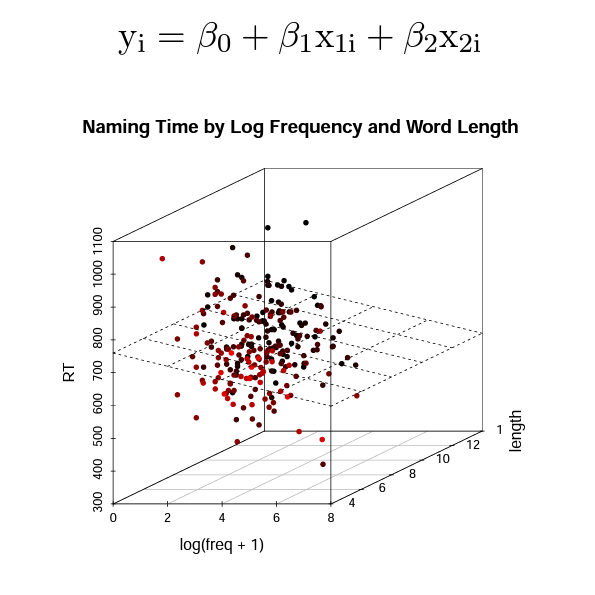 yᵢ = β₀ + β₁x₁ᵢ + β₂x₂ᵢ
Naming Time by Log Frequency and Word Length
1100
1000
900
800
700
600
500
400
300
RT
0 2 4 6 8
log(freq + 1)
4 6 8 10 12 1
length